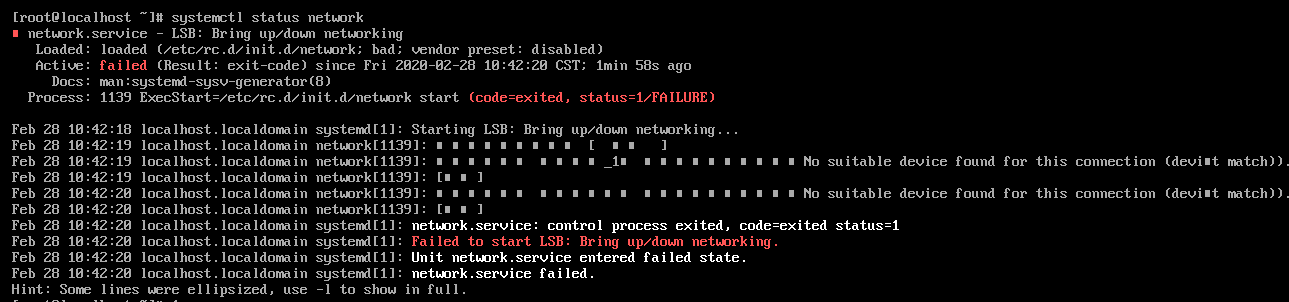 [root@localhost ~]# systemctl status network
network.service - LSB: Bring up/down networking
Loaded: loaded (/etc/rc.d/init.d/network; bad; vendor preset: disabled)
Active: failed (Result: exit-code) since Fri 2020-02-28 10:42:20 CST; 1min 58s ago
Docs: man:systemd-sysv-generator(8)
Process: 1139 ExecStart=/etc/rc.d/init.d/network start (code=exited, status=1/FAILURE)
Feb 28 10:42:18 localhost.localdomain systemd[1]: Starting LSB: Bring up/down networking...
Feb 28 10:42:19 localhost.localdomain network[1139]: ■ ■ ■ ■ ■ ■ ■ ■ ■ [ ■ ■ ]
Feb 28 10:42:19 localhost.localdomain network[1139]: ■ ■ ■ ■ ■ ■ ■ ■ ■ ■ _1■ ■ ■ ■ ■ ■ ■ ■ ■ ■ ■ No suitable device found for this connection (devi■t match)).
Feb 28 10:42:19 localhost.localdomain network[1139]: [■ ■ ]
Feb 28 10:42:20 localhost.localdomain network[1139]: ■ ■ ■ ■ ■ ■ ■ ■ ■ ■ ■ ■ ■ ■ ■ ■ ■ ■ ■ ■ ■ No suitable device found for this connection (devi■t match)).
Feb 28 10:42:20 localhost.localdomain network[1139]: [■ ■ ]
Feb 28 10:42:20 localhost.localdomain systemd[1]: network.service: control process exited, code=exited status=1
Feb 28 10:42:20 localhost.localdomain systemd[1]: Failed to start LSB: Bring up/down networking.
Feb 28 10:42:20 localhost.localdomain systemd[1]: Unit network.service entered failed state.
Feb 28 10:42:20 localhost.localdomain systemd[1]: network.service failed.
Hint: Some lines were ellipsized, use -l to show in full.